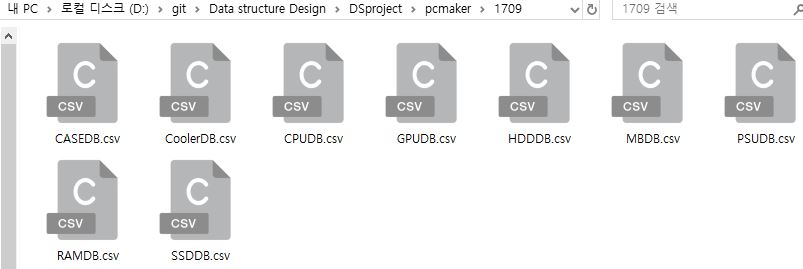 내 PC > 로컬 디스크 (D:) > git > Data structure Design > DSproject > pcmaker > 1709
1709 검색
C C C C C C C
CSV CSV CSV CSV CSV CSV CSV
CASEDB.csv CoolerDB.csv CPUDB.csv GPUDB.csv HDDDB.csv MBDB.csv PSUDB.csv
C C
CSV CSV
RAMDB.csv SSDDB.csv